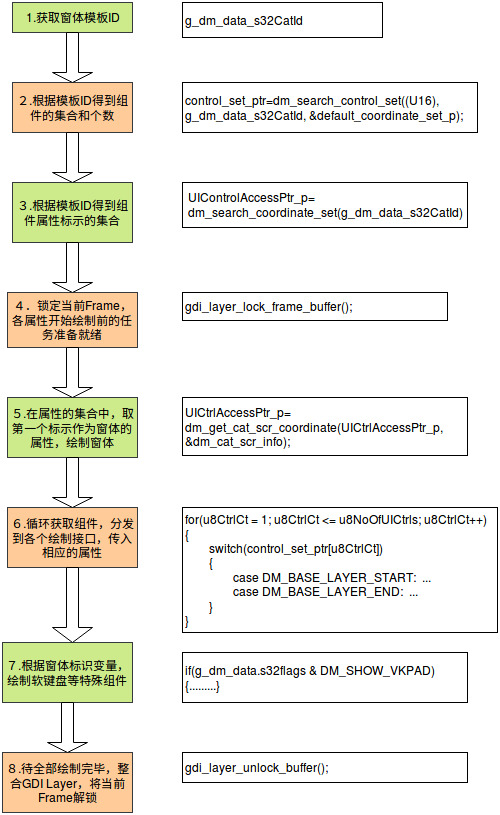 1.获取窗体模板ID
g_dm_data_s32CatId
２.根据模板ID得到组
件的集合和个数
control_set_ptr=dm_search_control_set((U16),
g_dm_data_s32CatId, &default_coordinate_set_p);
３.根据模板ID得到组
件属性标示的集合
UIControlAccessPtr_p=
dm_search_coordinate_set(g_dm_data_s32CatId)
４．锁定当前Frame，
各属性开始绘制前的任
务准备就绪
gdi_layer_lock_frame_buffer();
５.在属性的集合中，取
第一个标示作为窗体的
属性，绘制窗体
UICtrlAccessPtr_p=
dm_get_cat_scr_coordinate(UICtrlAccessPtr_p,
&dm_cat_scr_info);
６.循环获取组件，分发
到各个绘制接口，传入
相应的属性
for(u8CtrlCt = 1; u8CtrlCt <= u8NoOfUICtrls; u8CtrlCt++)
{
switch(control_set_ptr[u8CtrlCt])
{
case DM_BASE_LAYER_START: ...
case DM_BASE_LAYER_END: ...
}
}
７.根据窗体标识变量，
绘制软键盘等特殊组件
if(g_dm_data.s32flags & DM_SHOW_VKPAD)
{.........}
８.待全部绘制完毕，整
合GDI Layer，将当前
Frame解锁
gdi_layer_unlock_buffer();